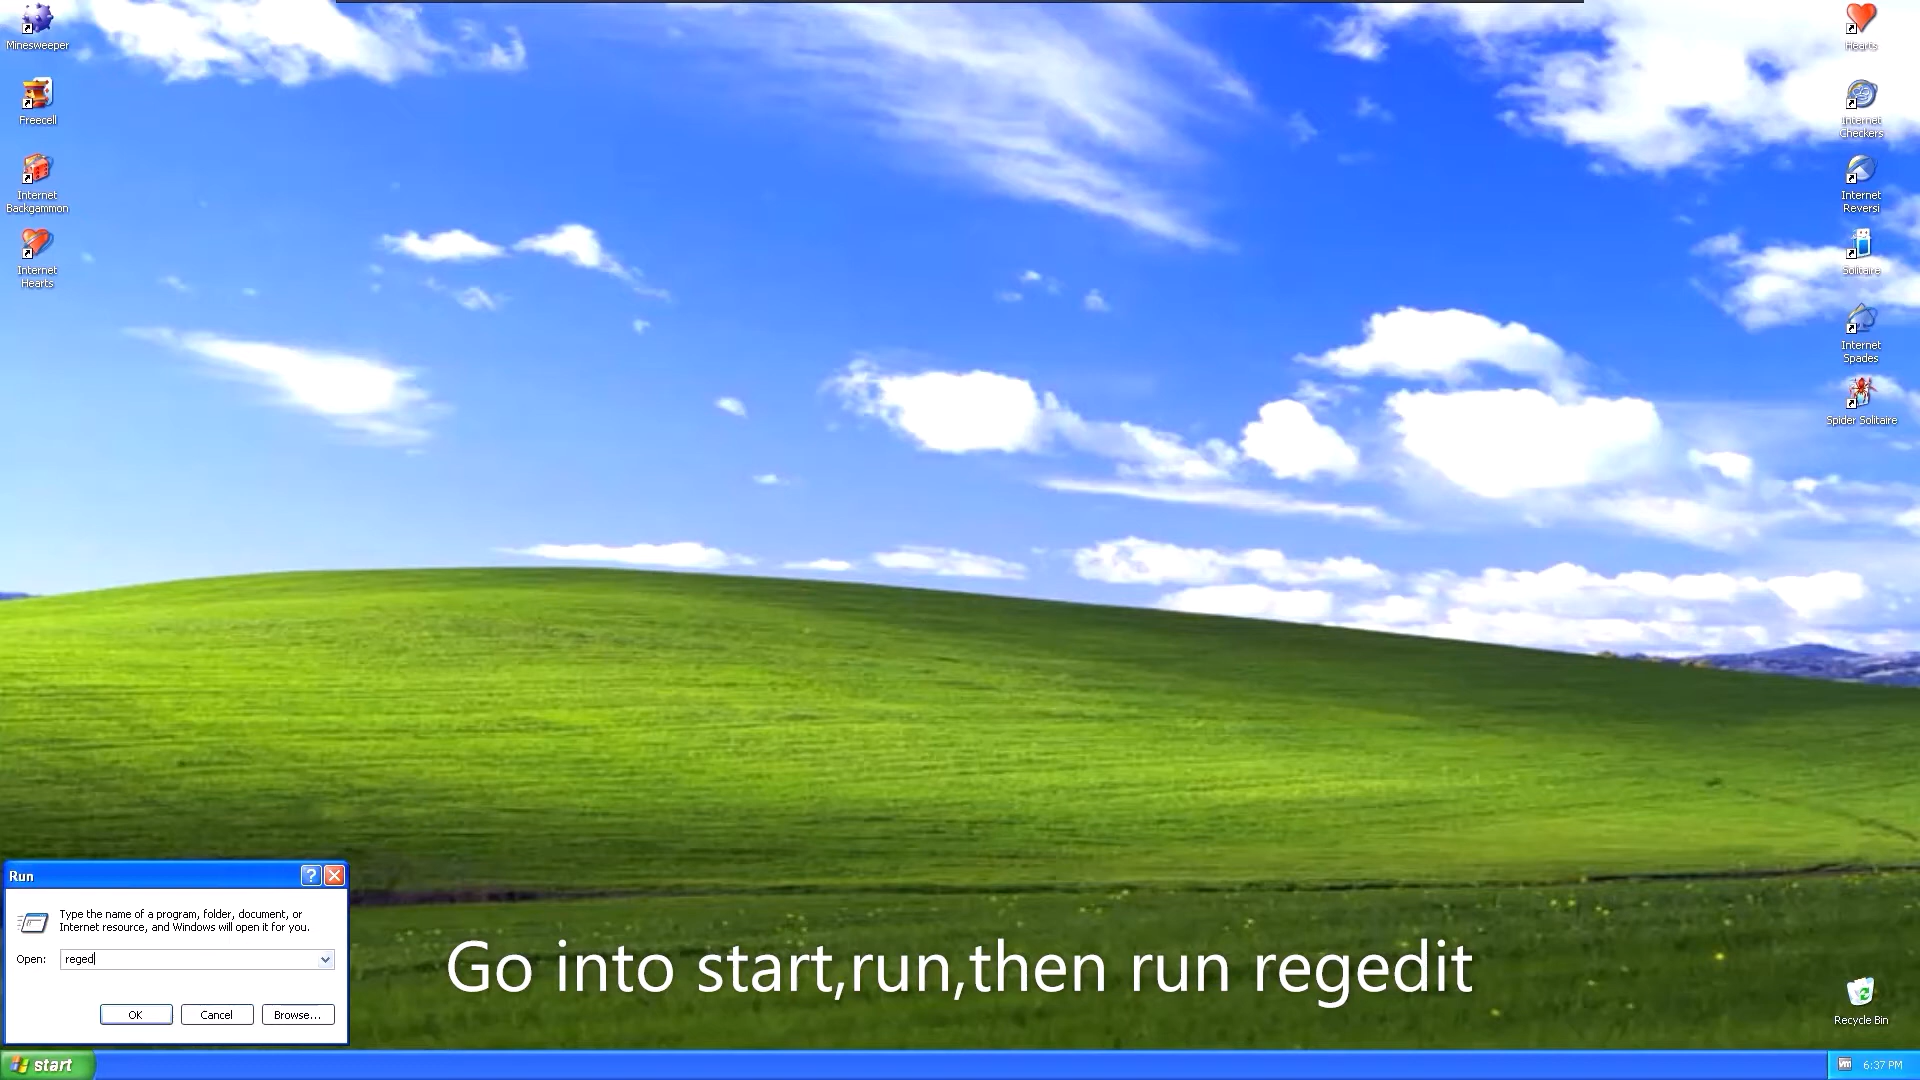 Minesweeper
Freecell
Internet
Backgammon
Internet
Hearts
Hearts
Internet
Checkers
Internet
Reversi
Solitaire
Internet
Spades
Spider Solitaire
Run
Type the name of a program, folder, document, or
Internet resource, and Windows will open it for you.
Open: reged
OK Cancel Browse...
Go into start,run,then run regedit
Recycle Bin
start
vm 6:37 PM